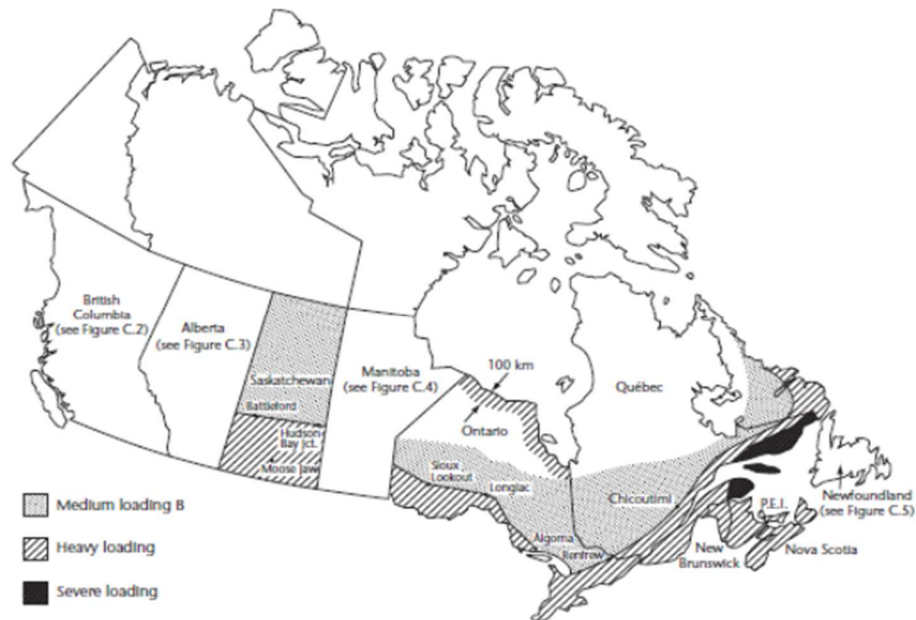 British
Columbia
(see Figure C.2)
Alberta
(see Figure C.3)
Saskatchewan
Battleford
Hudson
Bay Jct.
Moose Jaw
Manitoba
(see Figure C.4)
100 km
Ontario
Sioux
Lookout
Longlac
Algoma
Renfrew
Québec
Chicoutimi
P.E.I.
Newfoundland
(see Figure C.5)
New
Brunswick
Nova Scotia
Medium loading B
Heavy loading
Severe loading